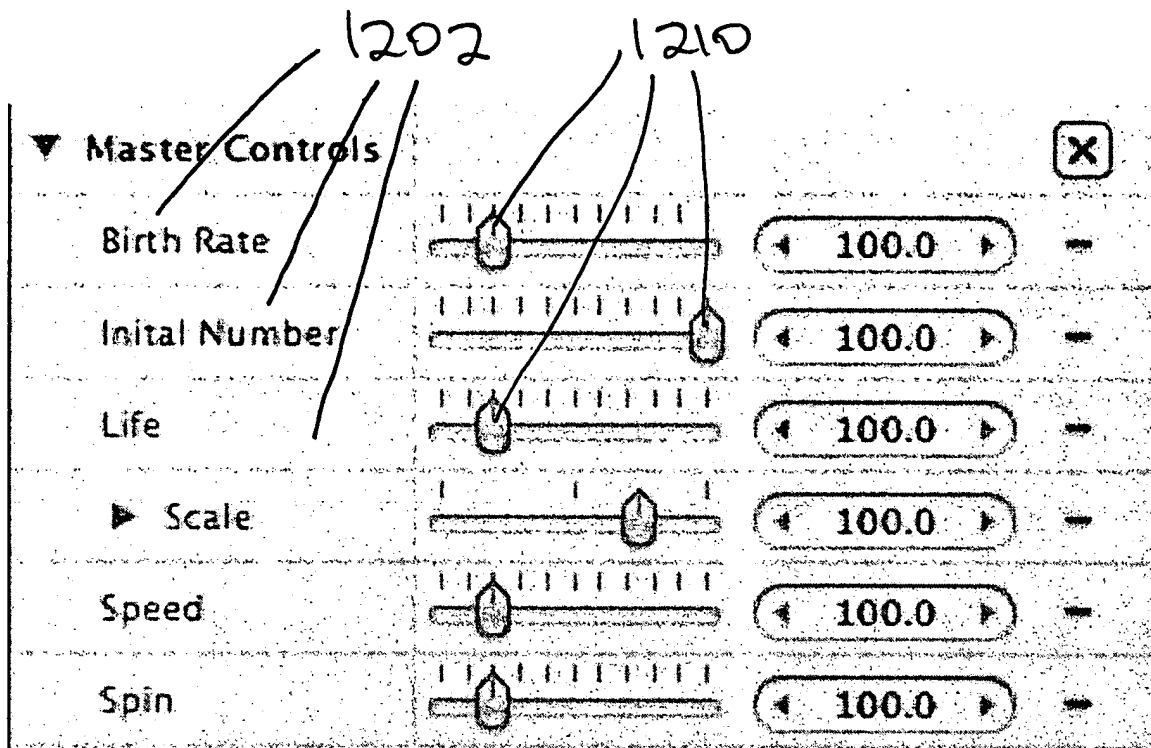 1202 1210
Master Controls
Birth Rate 100.0
Inital Number 100.0
Life 100.0
Scale 100.0
Speed 100.0
Spin 100.0